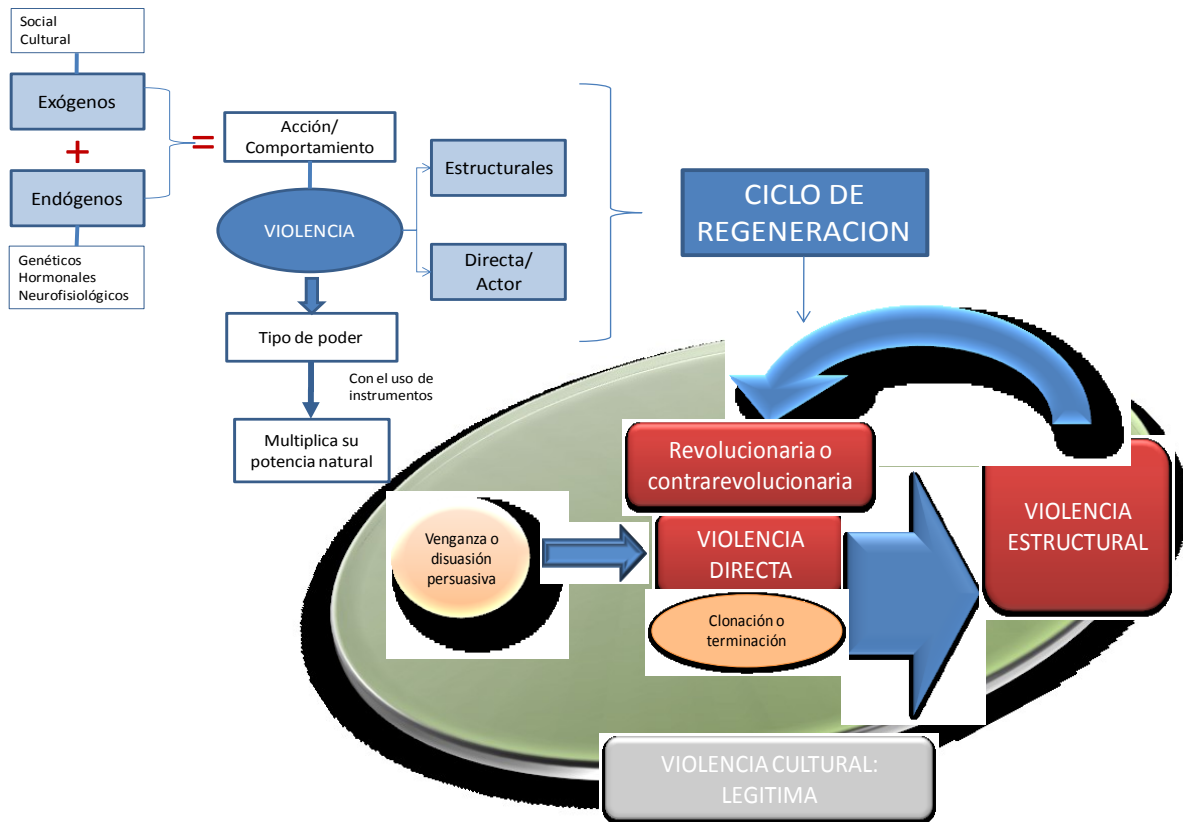 Social
Cultural
Exógenos
+
Endógenos
Genéticos
Hormonales
Neurofisiológicos
=
Acción/
Comportamiento
VIOLENCIA
Estructurales
Directa/
Actor
Tipo de poder
Con el uso de
instrumentos
Multiplica su
potencia natural
CICLO DE
REGENERACION
Revolucionaria o
contrarevolucionaria
Venganza o
disuasión
persuasiva
VIOLENCIA
DIRECTA
Clonación o
terminación
VIOLENCIA
ESTRUCTURAL
VIOLENCIA CULTURAL:
LEGITIMA